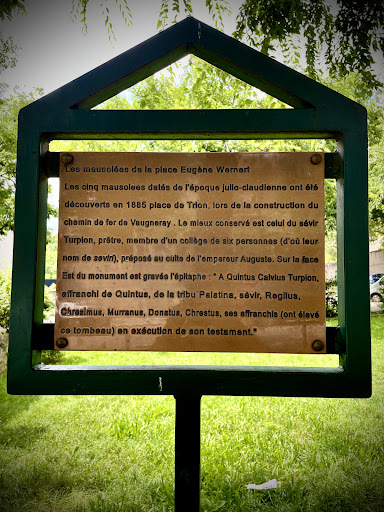 Les mausolées de la place Eugène Wernert
Les cinq mausolees datés de l'époque julio-claudienne ont été
découverts en 1885 place de Trion, lors de la construction du
chemin de fer de Vaugneray . Le mieux conservé est celui du sévir
Turpion, prêtre, membre d'un collège de six personnes (d'où leur
nom de seviri), préposé au culte de l'empereur Auguste. Sur la face
Est du monument est gravée l'épitaphe : " A Quintus Calvius Turpion,
affranchi de Quintus, de la tribu Palatina, sévir, Regilus,
Chresimus, Murranus, Donatus, Chrestus, ses affranchis (ont élevé
ce tombeau) en exécution de son testament."